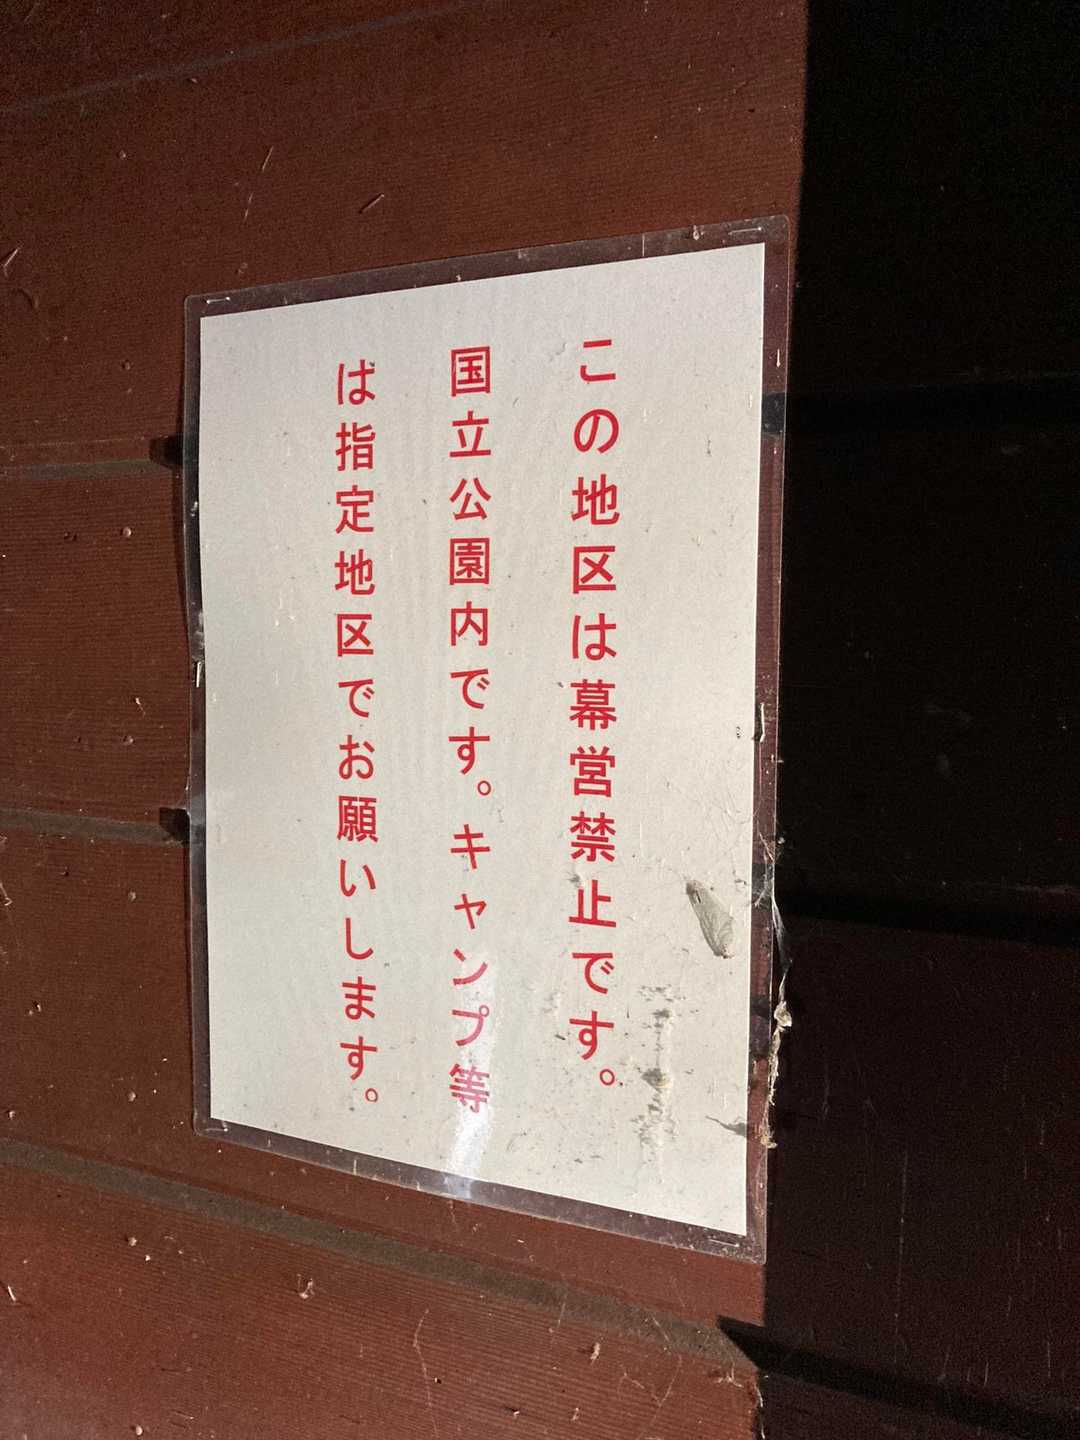 この地区は幕営禁止です。
国立公園内です。キャンプ等
は指定地区でお願いします。